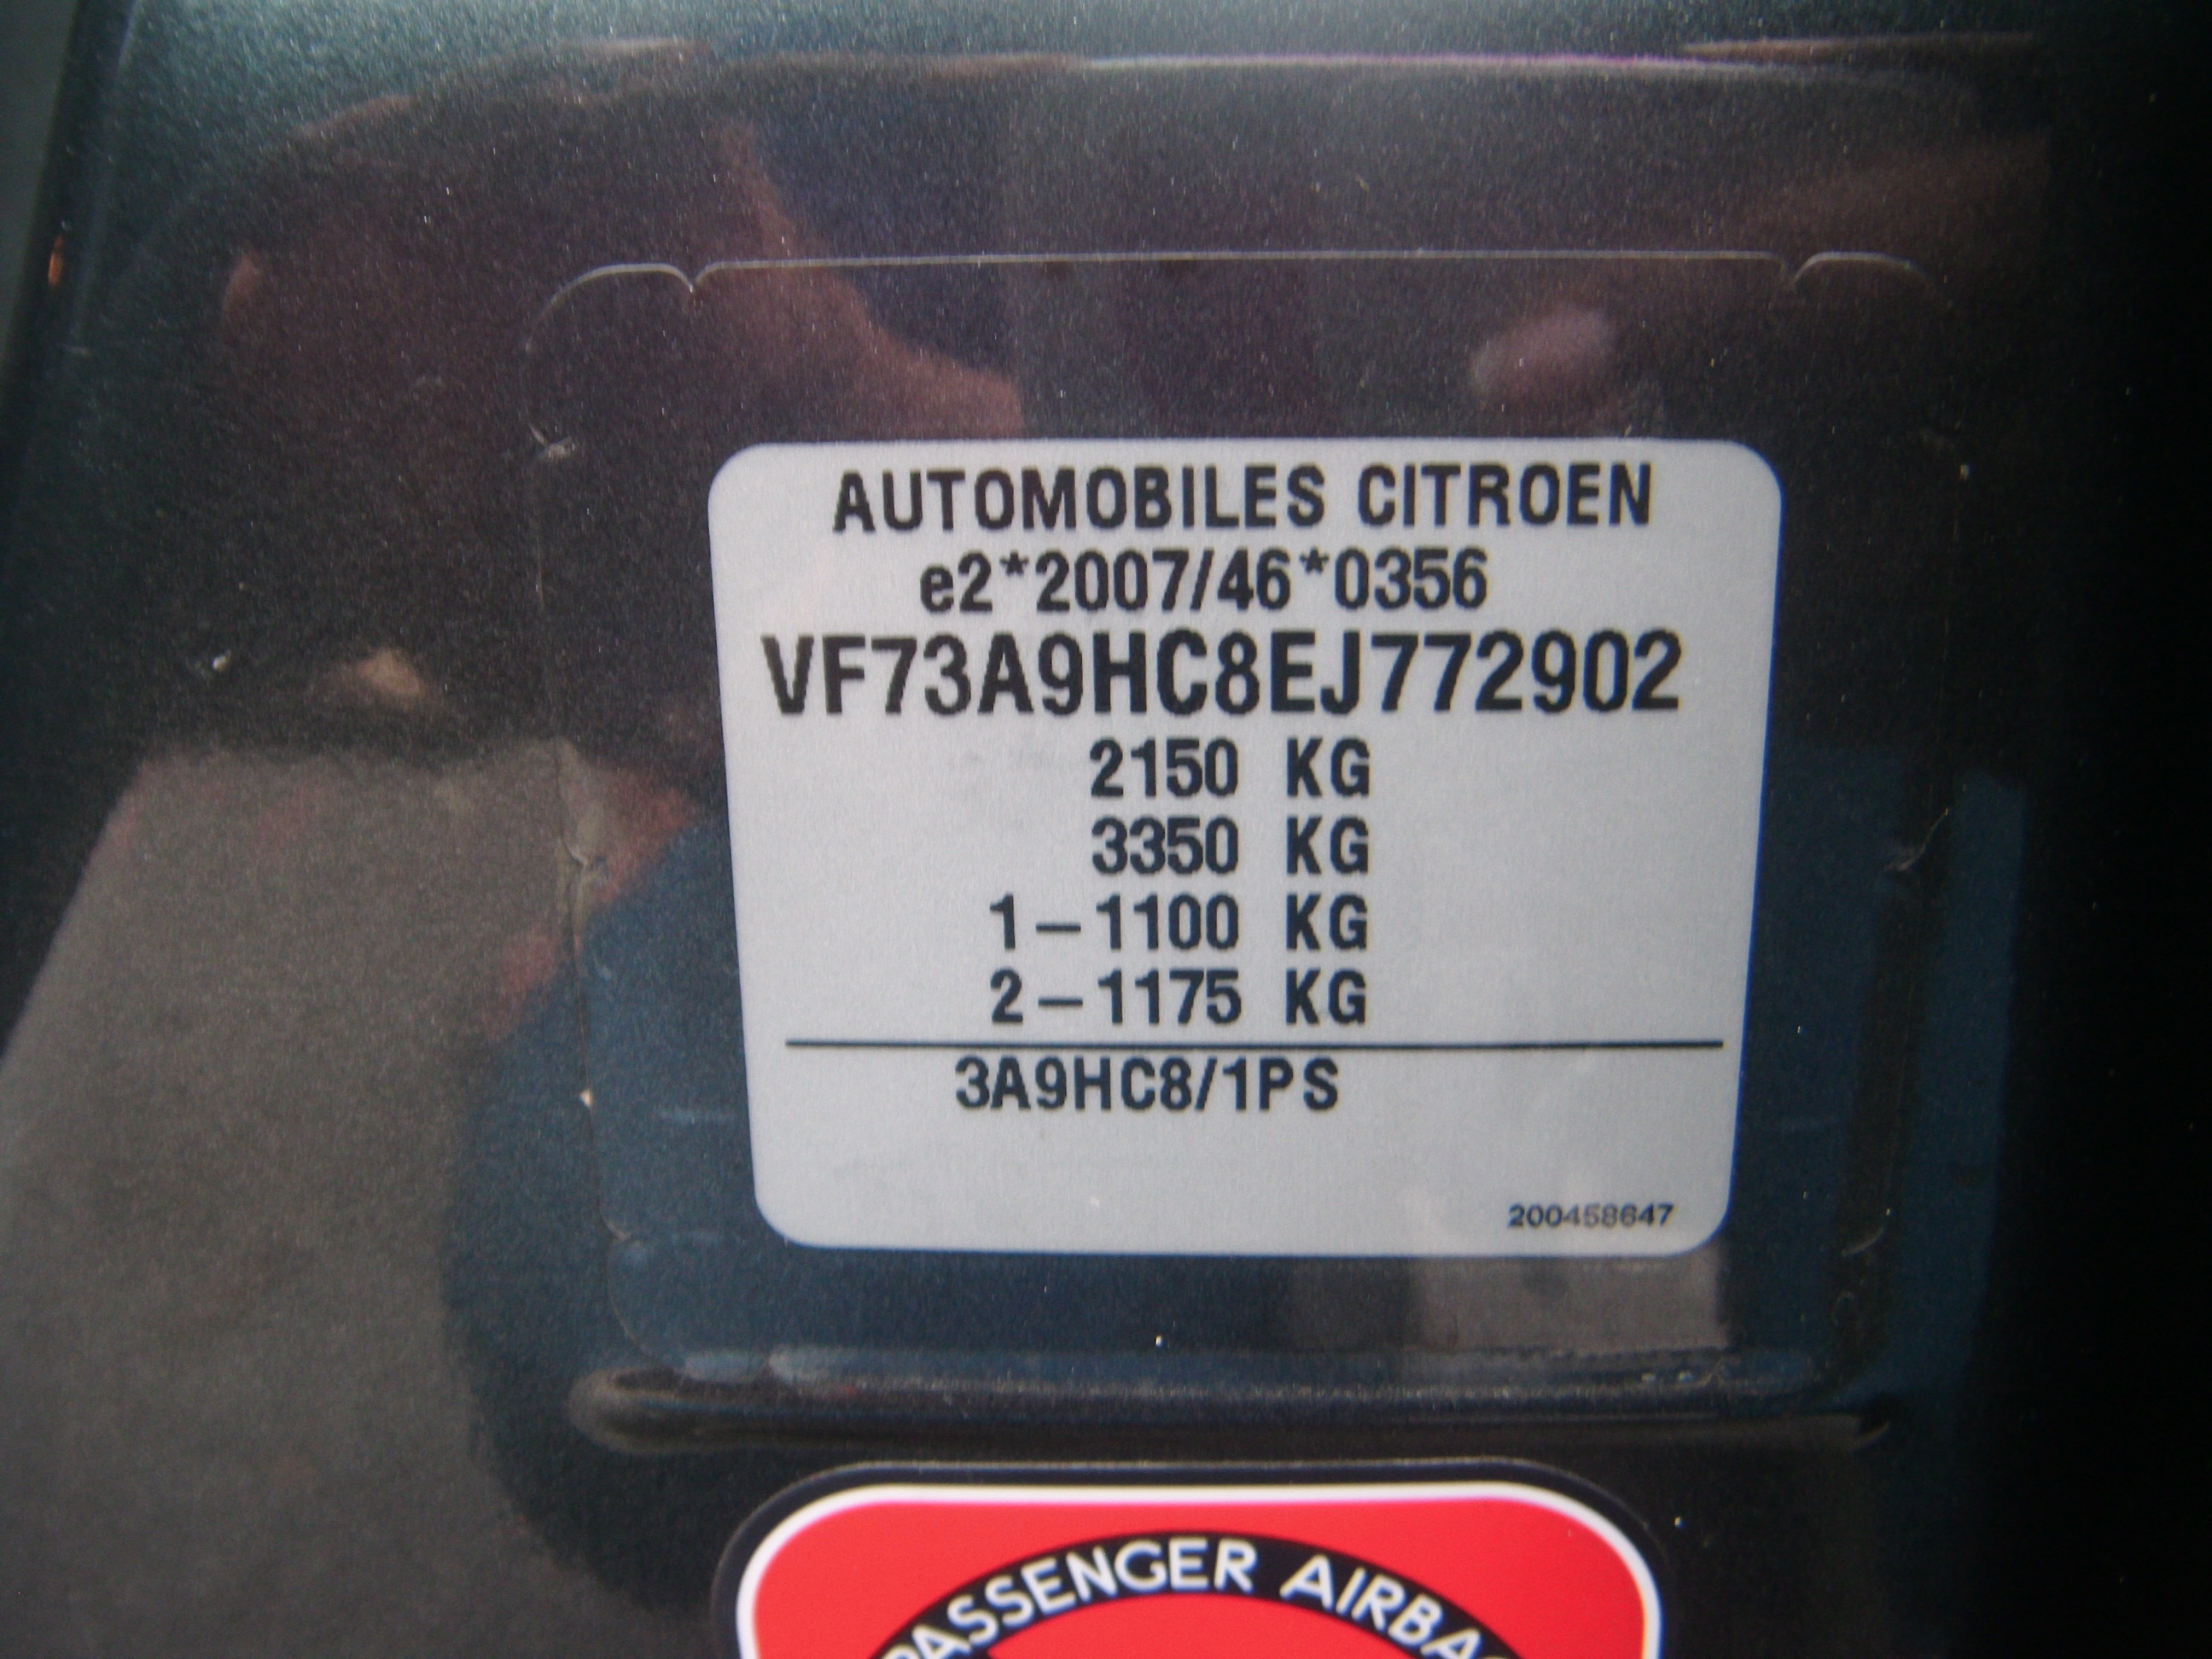 AUTOMOBILES CITROEN
e2*2007/46*0356
VF73A9HC8EJ772902
2150 KG
3350 KG
1-1100 KG
2-1175 KG
3A9HC8/1PS
200458647
PASSENGER AIRBAG